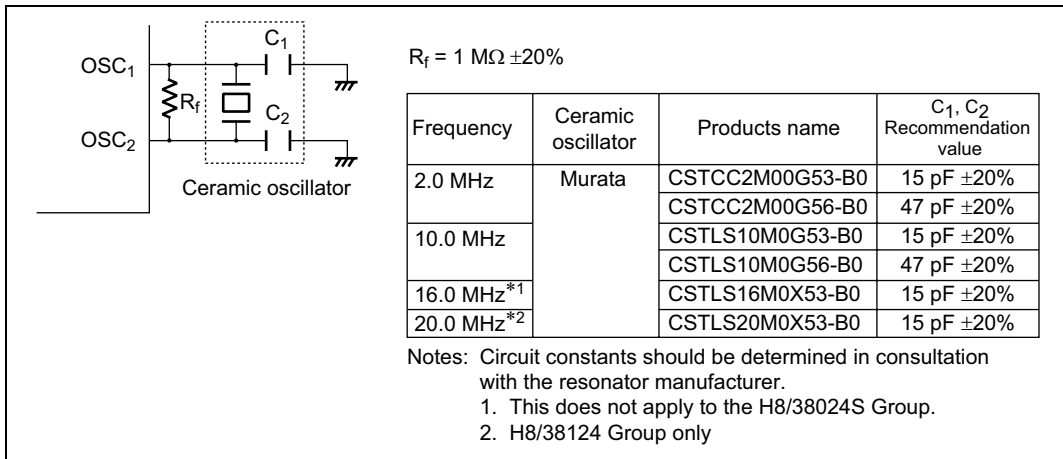 OSC1
OSC2
Rf
C1
C2
Ceramic oscillator
Rf = 1 MΩ ±20%
Frequency Ceramic oscillator Products name C1, C2 Recommendation value
2.0 MHz Murata CSTCC2M00G53-B0 15 pF ±20%
CSTCC2M00G56-B0 47 pF ±20%
10.0 MHz CSTLS10M0G53-B0 15 pF ±20%
CSTLS10M0G56-B0 47 pF ±20%
16.0 MHz*1 CSTLS16M0X53-B0 15 pF ±20%
20.0 MHz*2 CSTLS20M0X53-B0 15 pF ±20%
Notes: Circuit constants should be determined in consultation
with the resonator manufacturer.
1. This does not apply to the H8/38024S Group.
2. H8/38124 Group only